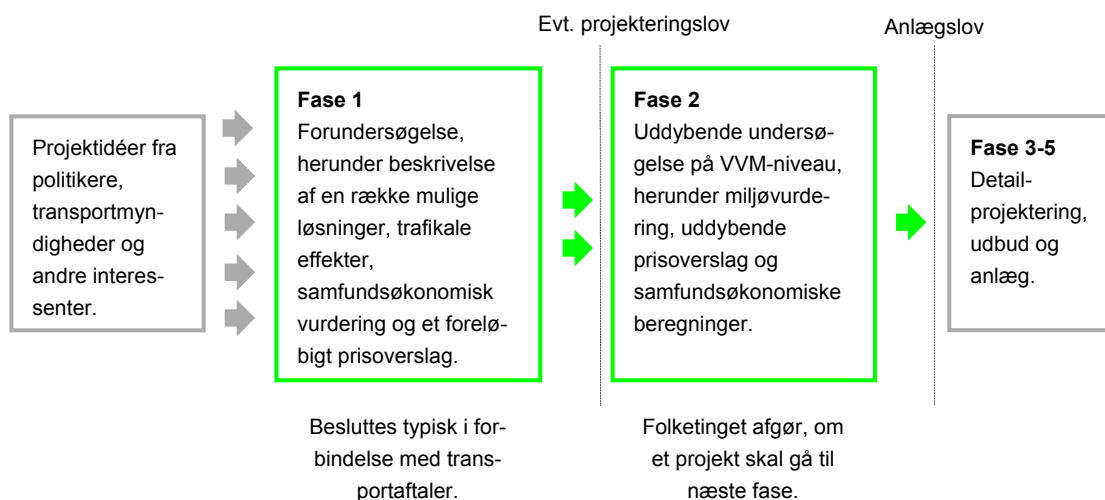 Evt. projekteringslov
Anlægslov
Projektidéer fra
politikere,
transportmyn-
digheder og
andre interes-
senter.
Fase 1
Forundersøgelse,
herunder beskrivelse
af en række mulige
løsninger, trafikale
effekter,
samfundsøkonomisk
vurdering og et foreløb-
bigt prisoverslag.
Fase 2
Uddybende undersø-
gelse på VVM-niveau,
herunder miljøvurde-
ring, uddybende
prisoverslag og
samfundsøkonomiske
beregninger.
Fase 3-5
Detail-
projektering,
udbud og
anlæg.
Besluttes typisk i for-
bindelse med trans-
portaftaler.
Folketinget afgør, om
et projekt skal gå til
næste fase.